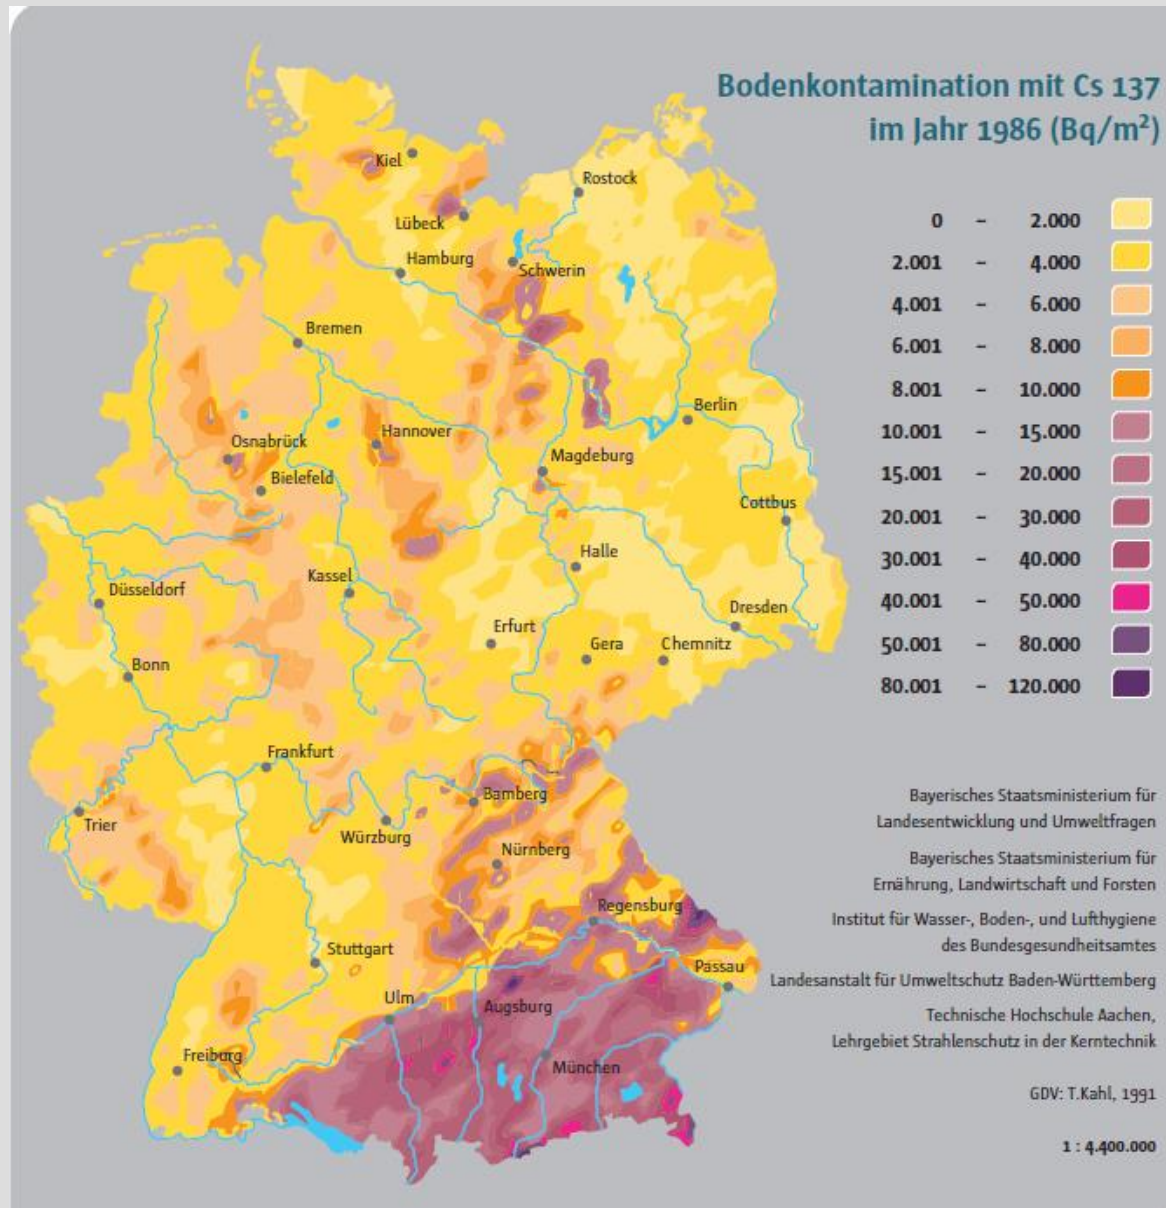 Bodenkontamination mit Cs 137
im Jahr 1986 (Bq/m²)
0 – 2.000
2.001 – 4.000
4.001 – 6.000
6.001 – 8.000
8.001 – 10.000
10.001 – 15.000
15.001 – 20.000
20.001 – 30.000
30.001 – 40.000
40.001 – 50.000
50.001 – 80.000
80.001 – 120.000
Kiel
Rostock
Lübeck
Hamburg
Schwerin
Bremen
Berlin
Hannover
Osnabrück
Magdeburg
Bielefeld
Cottbus
Halle
Kassel
Düsseldorf
Dresden
Erfurt
Gera
Chemnitz
Bonn
Frankfurt
Bamberg
Trier
Würzburg
Nürnberg
Regensburg
Stuttgart
Passau
Ulm
Augsburg
Freiburg
München
Bayerisches Staatsministerium für
Landesentwicklung und Umweltfragen
Bayerisches Staatsministerium für
Ernährung, Landwirtschaft und Forsten
Institut für Wasser-, Boden-, und Lufthygiene
des Bundesgesundheitsamtes
Landesanstalt für Umweltschutz Baden-Württemberg
Technische Hochschule Aachen,
Lehrgebiet Strahlenschutz in der Kerntechnik
GDV: T.Kahl, 1991
1 : 4.400.000